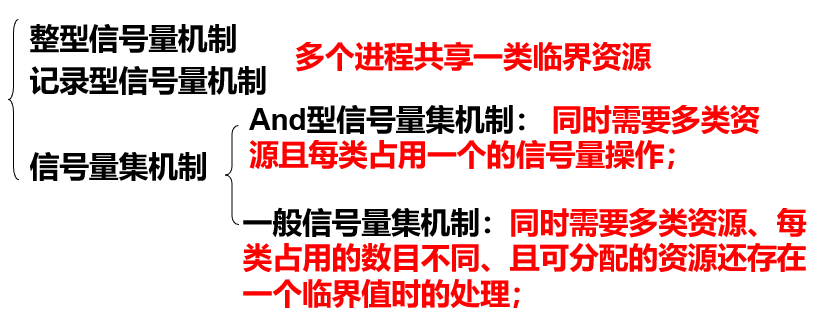 整型信号量机制
记录型信号量机制
多个进程共享一类临界资源
信号量集机制
And型信号量集机制： 同时需要多类资
源且每类占用一个的信号量操作；
一般信号量集机制：同时需要多类资源、每
类占用的数目不同、且可分配的资源还存在
一个临界值时的处理；